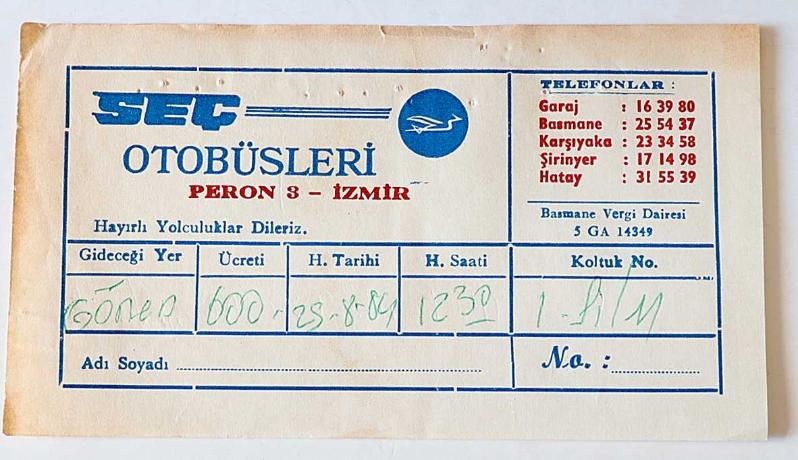 SEÇ
OTOBÜSLERİ
PERON 3 - İZMİR
Hayırlı Yolculuklar Dileriz.
TELEFONLAR :
Garaj : 16 39 80
Basmane : 25 54 37
Karşıyaka : 23 34 58
Şirinyer : 17 14 98
Hatay : 31 55 39
Basmane Vergi Dairesi
5 GA 14349
Gideceği Yer Ücreti H. Tarihi H. Saati Koltuk No.
GÖNEN 600.- 25-8-84 1230
Adı Soyadı
No. :